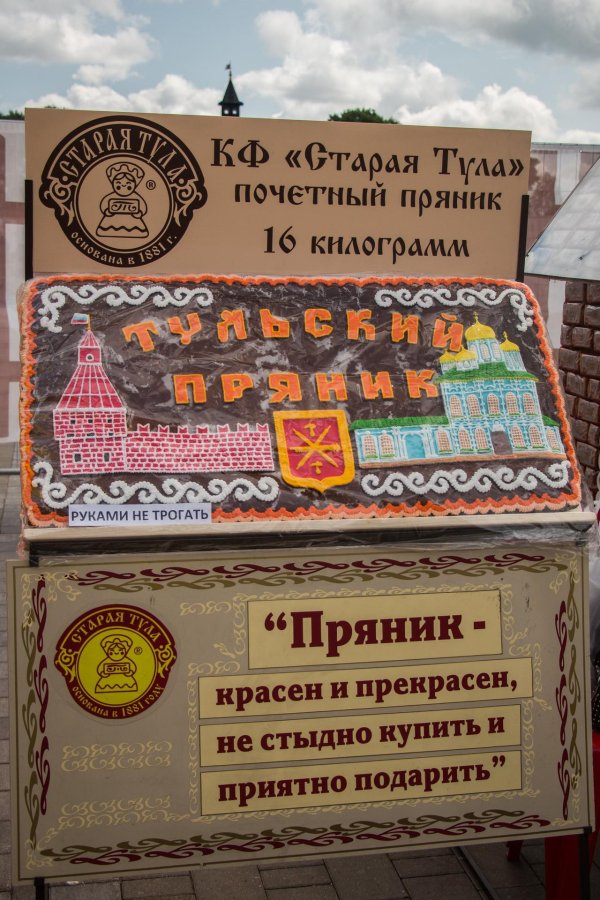 СТАРАЯ ТУЛА
®
ОСНОВАНА В 1881 г.
КФ «Старая Тула»
почетный пряник
16 килограмм
ТУЛЬСКИЙ
ПРЯНИК
РУКАМИ НЕ ТРОГАТЬ
СТАРАЯ ТУЛА
®
ОСНОВАНА В 1881 ГОДУ
“Пряник -
красен и прекрасен,
не стыдно купить и
приятно подарить”